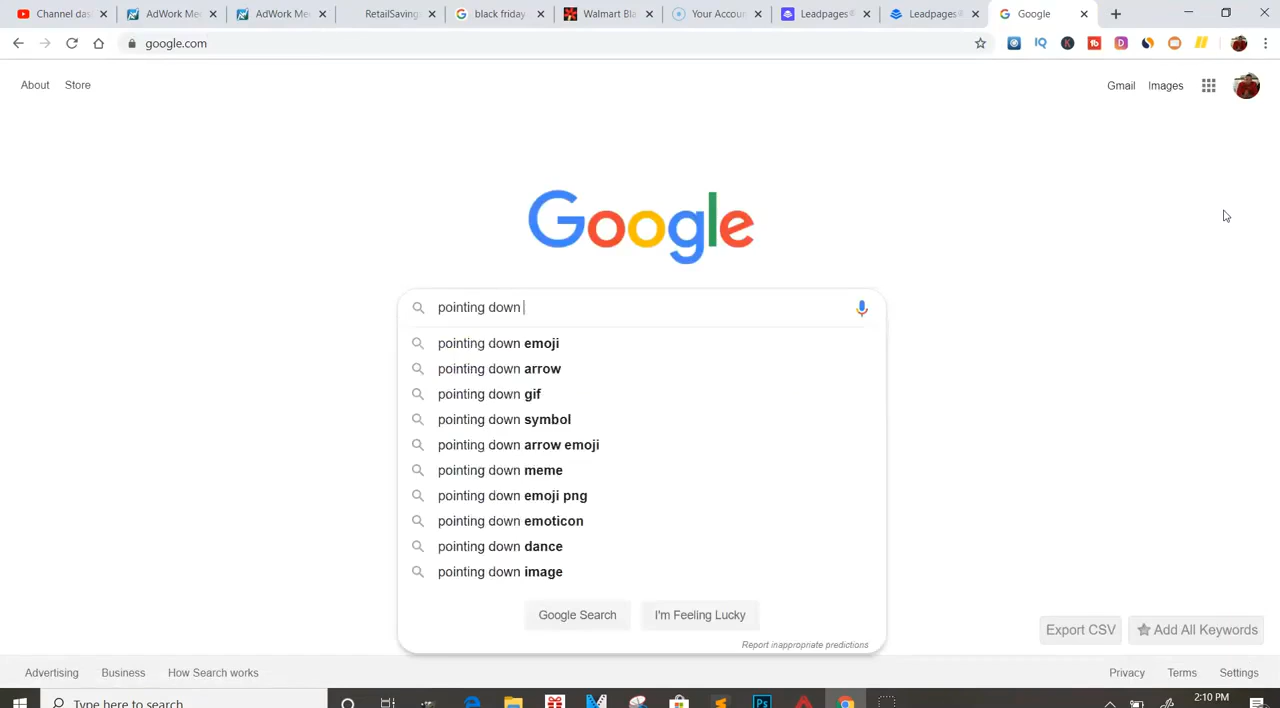 Channel das
AdWork Me
AdWork Me
RetailSaving
black friday
Walmart Bla
Your Accoun
Leadpages®
Leadpages®
Google
google.com
IQ
About
Store
Gmail
Images
Google
pointing down
pointing down emoji
pointing down arrow
pointing down gif
pointing down symbol
pointing down arrow emoji
pointing down meme
pointing down emoji png
pointing down emoticon
pointing down dance
pointing down image
Google Search
I'm Feeling Lucky
Report inappropriate predictions
Export CSV
Add All Keywords
Advertising
Business
How Search works
Privacy
Terms
Settings
Type here to search
Ps
2:10 PM